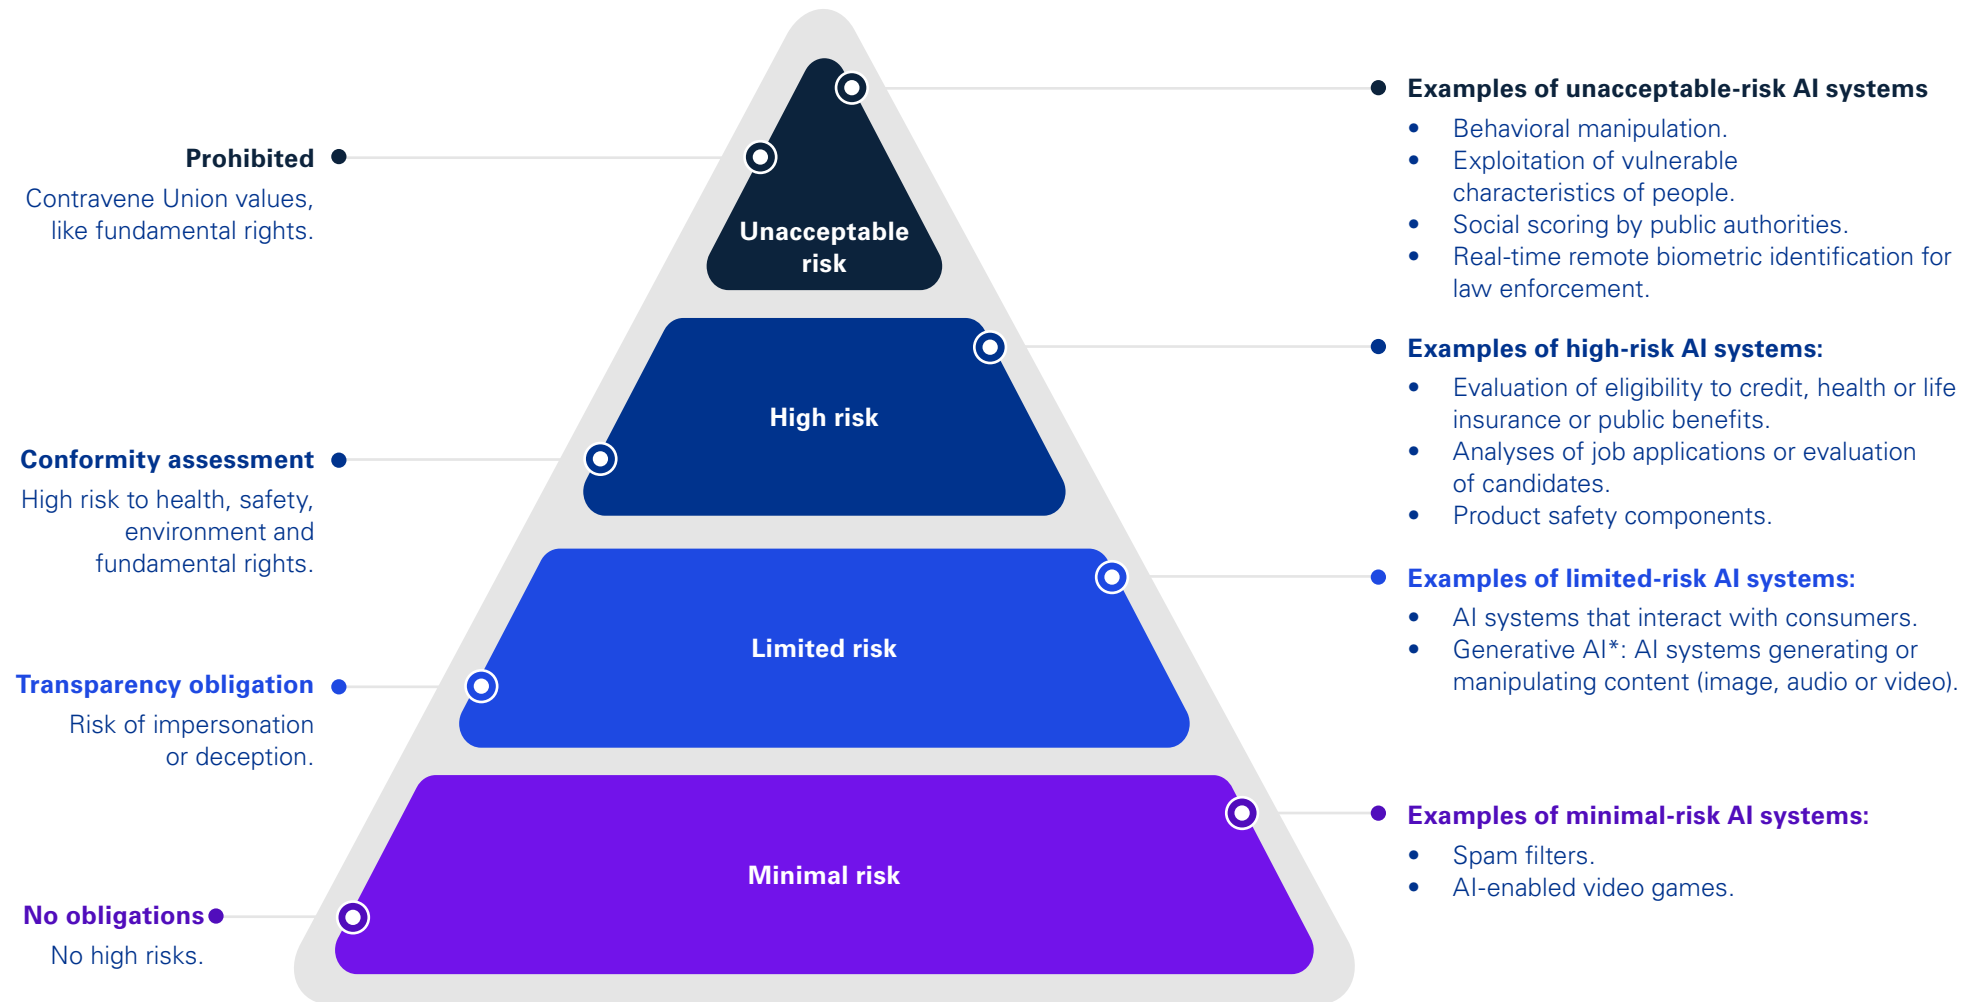 Prohibited
Contravene Union values,
like fundamental rights.
Unacceptable
risk
Examples of unacceptable-risk AI systems
• Behavioral manipulation.
• Exploitation of vulnerable
characteristics of people.
• Social scoring by public authorities.
• Real-time remote biometric identification for
law enforcement.
Conformity assessment
High risk to health, safety,
environment and
fundamental rights.
High risk
Examples of high-risk AI systems:
• Evaluation of eligibility to credit, health or life
insurance or public benefits.
• Analyses of job applications or evaluation
of candidates.
• Product safety components.
Transparency obligation
Risk of impersonation
or deception.
Limited risk
Examples of limited-risk AI systems:
• AI systems that interact with consumers.
• Generative AI*: AI systems generating or
manipulating content (image, audio or video).
No obligations
No high risks.
Minimal risk
Examples of minimal-risk AI systems:
• Spam filters.
• AI-enabled video games.